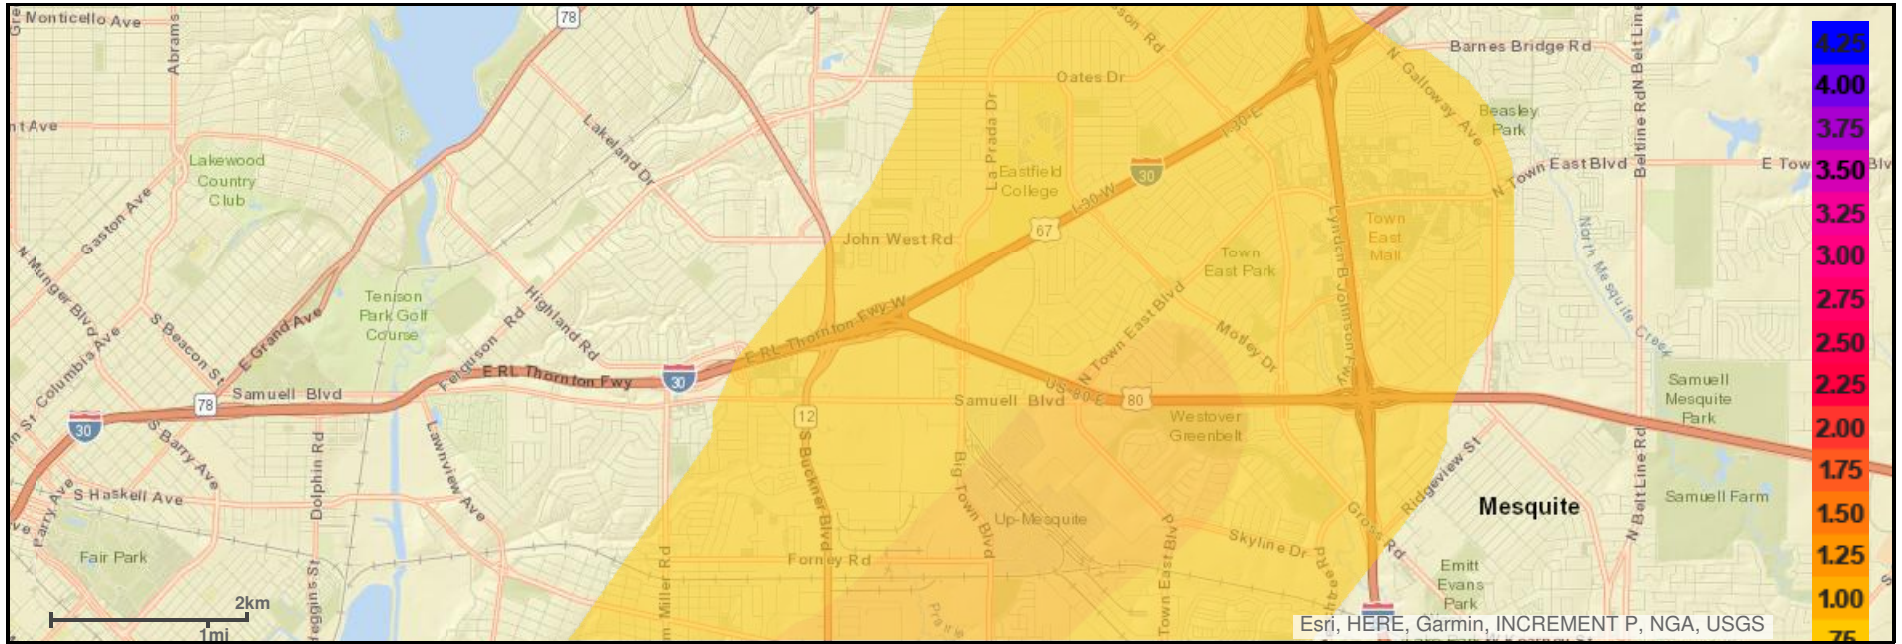 Monticello Ave
Abrams
78
Barnes Bridge Rd
N Belt Line
Oates Dr
N Galloway Ave
Beasley
Park
Beltline Rd
Lakeland Dr
La Prada Dr
I-30-E
Lakewood
Country
Club
Eastfield
College
30
I-30-W
N Town East Blvd
Gaston Ave
67
Town
East
Mall
John West Rd
Lyndon B Johnson Fwy
North Mesquite Creek
Town
East Park
N Munger Blvd
Tenison
Park Golf
Course
Highland Rd
S Beacon St
E Grand Ave
Ferguson Rd
E RL Thornton Fwy-W
N Town East Blvd
Motley Dr
S Columbia Ave
E RL Thornton Fwy
30
US-80-E
80
Samuell Blvd
78
Samuell Blvd
12
Westover
Greenbelt
Samuell
Mesquite
Park
30
S Barry Ave
Lawnview Ave
Dolphin Rd
S Buckner Blvd
Big Town Blvd
Ridgeview St
N Belt Line Rd
S Haskell Ave
Parry Ave
Mesquite
Samuell Farm
Up-Mesquite
Gross Rd
Skyline Dr
Fair Park
Forney Rd
Emitt
Evans
Park
Prairie
Town East Blv
2km
1mi
Esri, HERE, Garmin, INCREMENT P, NGA, USGS
4.25
4.00
3.75
3.50
3.25
3.00
2.75
2.50
2.25
2.00
1.75
1.50
1.25
1.00
.75